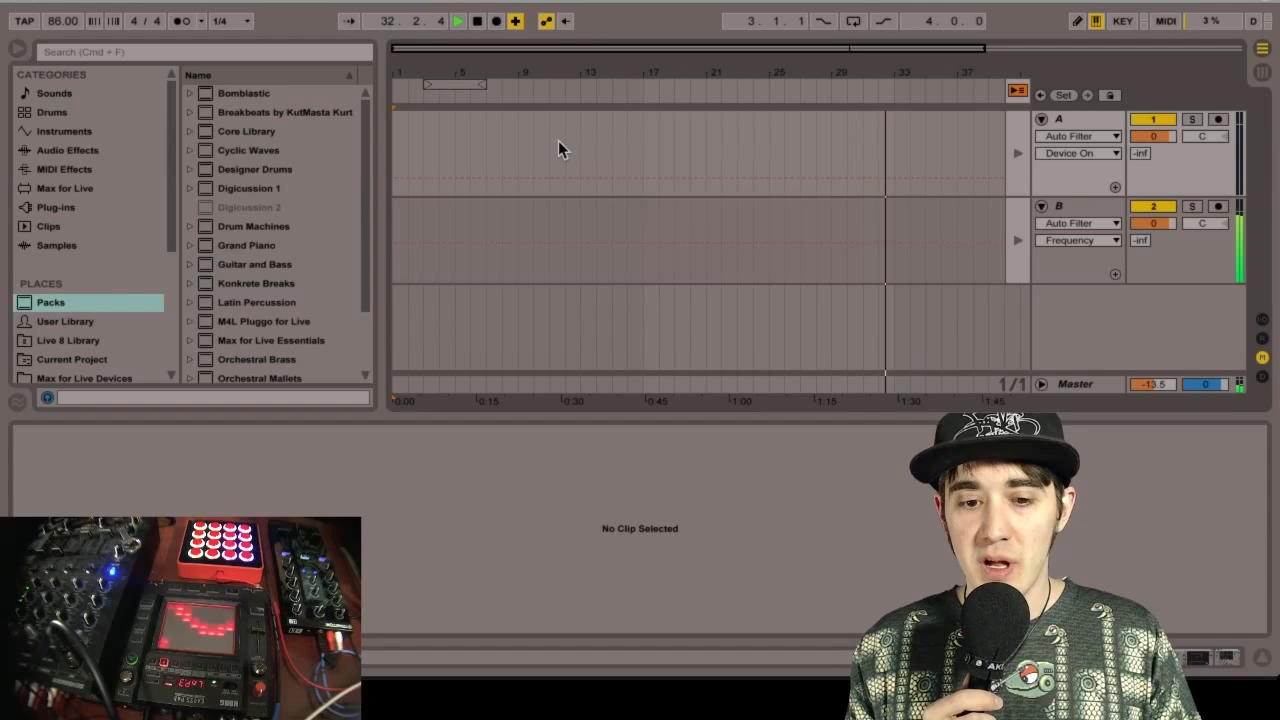 TAP 86.00 4 / 4 1/4 32. 2. 4 3. 1. 1 4. 0. 0 KEY MIDI 3 % D
Search (Cmd + F)
CATEGORIES
Sounds
Drums
Instruments
Audio Effects
MIDI Effects
Max for Live
Plug-ins
Clips
Samples
PLACES
Packs
User Library
Live 8 Library
Current Project
Max for Live Devices
Name
Bomblastic
Breakbeats by KutMasta Kurt
Core Library
Cyclic Waves
Designer Drums
Digicussion 1
Digicussion 2
Drum Machines
Grand Piano
Guitar and Bass
Konkrete Breaks
Latin Percussion
M4L Pluggo for Live
Max for Live Essentials
Orchestral Brass
Orchestral Mallets
1 5 9 13 17 21 25 29 33 37
Set
A 1 S
Auto Filter 0 C
Device On -inf
B 2 S
Auto Filter 0 C
Frequency -inf
1/1 Master -13.5 0
0:00 0:15 0:30 0:45 1:00 1:15 1:30 1:45
R
M
D
No Clip Selected
LoP3
KORG
AKG